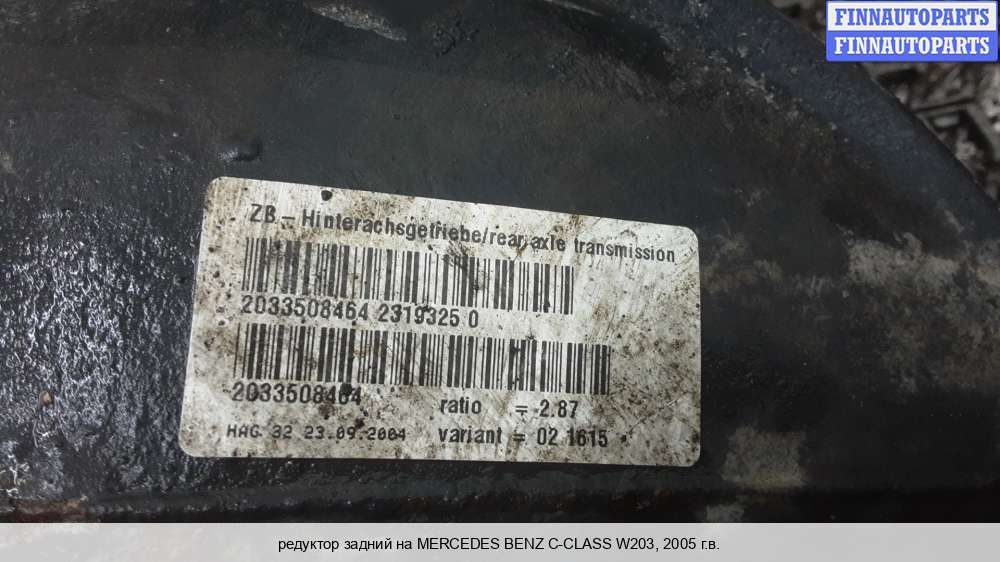 FINNAUTOPARTS
FINNAUTOPARTS
ZB - Hinterachsgetriebe/rear axle transmission
2033508464 2319325 0
2033508464
ratio = 2.87
HAG 32 23.09.2004
variant = 02 1615
редуктор задний на MERCEDES BENZ C-CLASS W203, 2005 г.в.